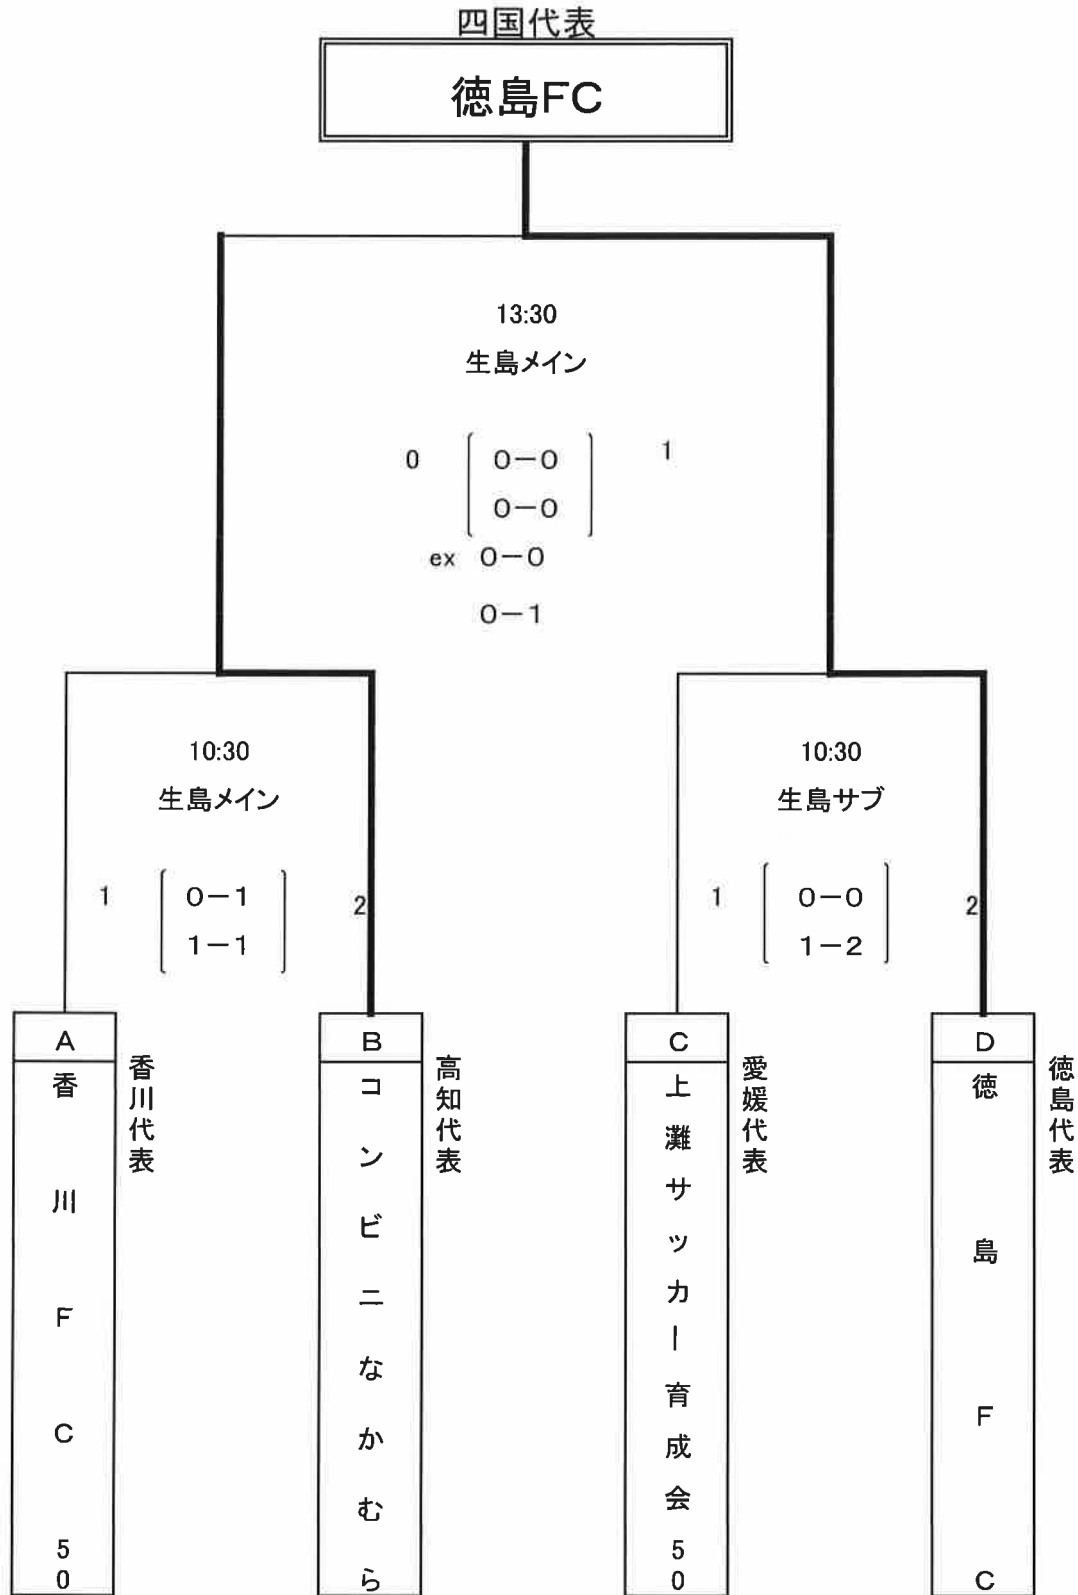 四国代表
徳島FC
13:30
生島メイン
0 0-0 1
0-0
ex 0-0
0-1
10:30
生島メイン
1 0-1 2
1-1
10:30
生島サブ
1 0-0 2
1-2
A
香川FC50
香川代表
B
コンビニなかむら
高知代表
C
上灘サッカー育成会50
愛媛代表
D
徳島FC
徳島代表